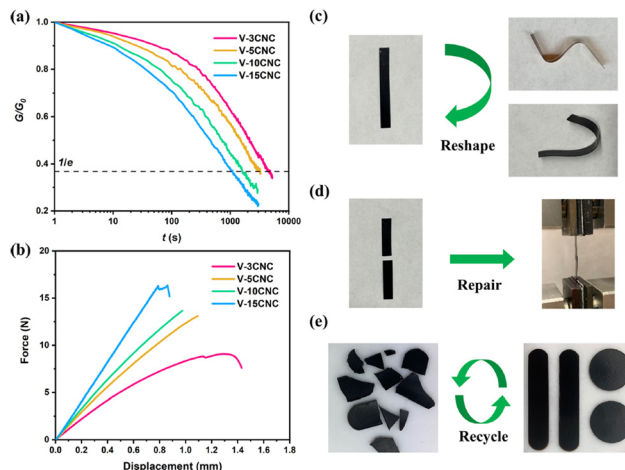 (a)
1.0
0.8
0.6
0.4
0.2
G/G0
V-3CNC
V-5CNC
V-10CNC
V-15CNC
1/e
1
10
100
1000
10000
t (s)
(b)
25
20
15
10
5
0
Force (N)
V-3CNC
V-5CNC
V-10CNC
V-15CNC
0.0
0.2
0.4
0.6
0.8
1.0
1.2
1.4
1.6
1.8
Displacement (mm)
(c)
Reshape
(d)
Repair
(e)
Recycle